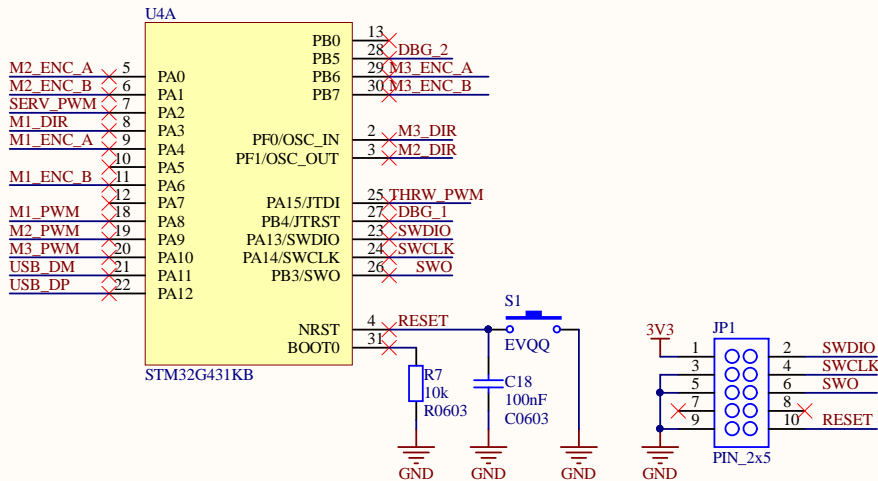 U4A
M2_ENC_A 5 PA0
M2_ENC_B 6 PA1
SERV_PWM 7 PA2
M1_DIR 8 PA3
M1_ENC_A 9 PA4
10 PA5
M1_ENC_B 11 PA6
12 PA7
M1_PWM 18 PA8
M2_PWM 19 PA9
M3_PWM 20 PA10
USB_DM 21 PA11
USB_DP 22 PA12
PB0 13
PB5 28 DBG_2
PB6 29 M3_ENC_A
PB7 30 M3_ENC_B
PF0/OSC_IN 2 M3_DIR
PF1/OSC_OUT 3 M2_DIR
PA15/JTDI 25 THRW_PWM
PB4/JTRST 27 DBG_1
PA13/SWDIO 23 SWDIO
PA14/SWCLK 24 SWCLK
PB3/SWO 26 SWO
NRST 4 RESET
BOOT0 31
STM32G431KB
R7
10k
R0603
GND
C18
100nF
C0603
GND
S1
EVQQ
GND
3V3
JP1
1 2 SWDIO
3 4 SWCLK
5 6 SWO
7 8
9 10 RESET
PIN_2x5
GND